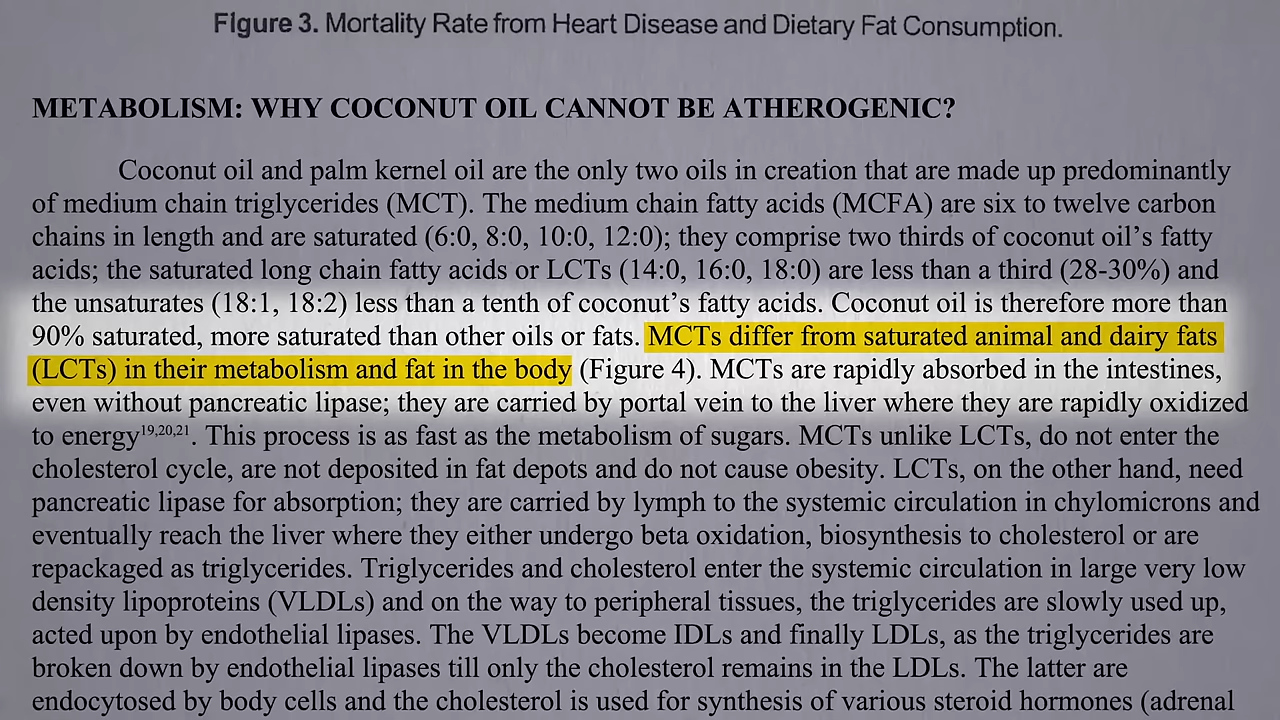 FIgure 3. Mortality Rate from Heart Disease and Dietary Fat Consumption.
METABOLISM: WHY COCONUT OIL CANNOT BE ATHEROGENIC?
Coconut oil and palm kernel oil are the only two oils in creation that are made up predominantly
of medium chain triglycerides (MCT). The medium chain fatty acids (MCFA) are six to twelve carbon
chains in length and are saturated (6:0, 8:0, 10:0, 12:0); they comprise two thirds of coconut oil’s fatty
acids; the saturated long chain fatty acids or LCTs (14:0, 16:0, 18:0) are less than a third (28-30%) and
the unsaturates (18:1, 18:2) less than a tenth of coconut’s fatty acids. Coconut oil is therefore more than
90% saturated, more saturated than other oils or fats. MCTs differ from saturated animal and dairy fats
(LCTs) in their metabolism and fat in the body (Figure 4). MCTs are rapidly absorbed in the intestines,
even without pancreatic lipase; they are carried by portal vein to the liver where they are rapidly oxidized
to energy19,20,21. This process is as fast as the metabolism of sugars. MCTs unlike LCTs, do not enter the
cholesterol cycle, are not deposited in fat depots and do not cause obesity. LCTs, on the other hand, need
pancreatic lipase for absorption; they are carried by lymph to the systemic circulation in chylomicrons and
eventually reach the liver where they either undergo beta oxidation, biosynthesis to cholesterol or are
repackaged as triglycerides. Triglycerides and cholesterol enter the systemic circulation in large very low
density lipoproteins (VLDLs) and on the way to peripheral tissues, the triglycerides are slowly used up,
acted upon by endothelial lipases. The VLDLs become IDLs and finally LDLs, as the triglycerides are
broken down by endothelial lipases till only the cholesterol remains in the LDLs. The latter are
endocytosed by body cells and the cholesterol is used for synthesis of various steroid hormones (adrenal